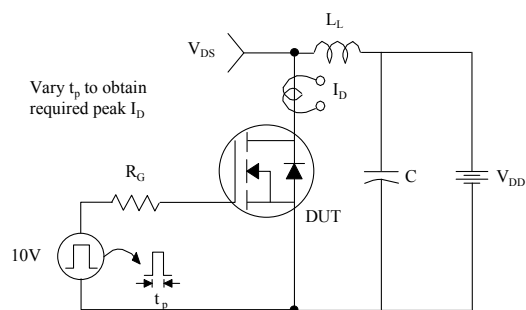 L_L
V_DS
Vary t_p to obtain
required peak I_D
I_D
R_G
C
V_DD
DUT
10V
t_p